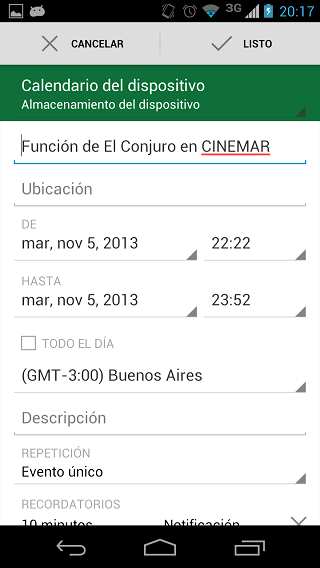 3G 20:17
CANCELAR LISTO
Calendario del dispositivo
Almacenamiento del dispositivo
Función de El Conjuro en CINEMAR
Ubicación
DE
mar, nov 5, 2013 22:22
HASTA
mar, nov 5, 2013 23:52
TODO EL DÍA
(GMT-3:00) Buenos Aires
Descripción
REPETICIÓN
Evento único
RECORDATORIOS
10 minutos Notificación